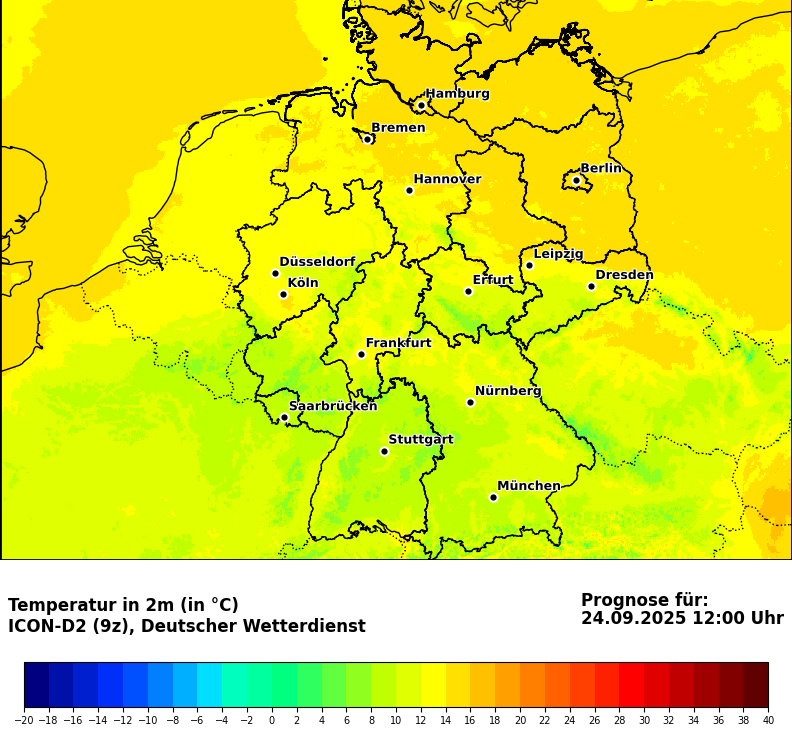 Hamburg
Bremen
Berlin
Hannover
Leipzig
Düsseldorf
Dresden
Köln
Erfurt
Frankfurt
Nürnberg
Saarbrücken
Stuttgart
München
Temperatur in 2m (in °C)
ICON-D2 (9z), Deutscher Wetterdienst
Prognose für:
24.09.2025 12:00 Uhr
−20 −18 −16 −14 −12 −10 −8 −6 −4 −2 0 2 4 6 8 10 12 14 16 18 20 22 24 26 28 30 32 34 36 38 40